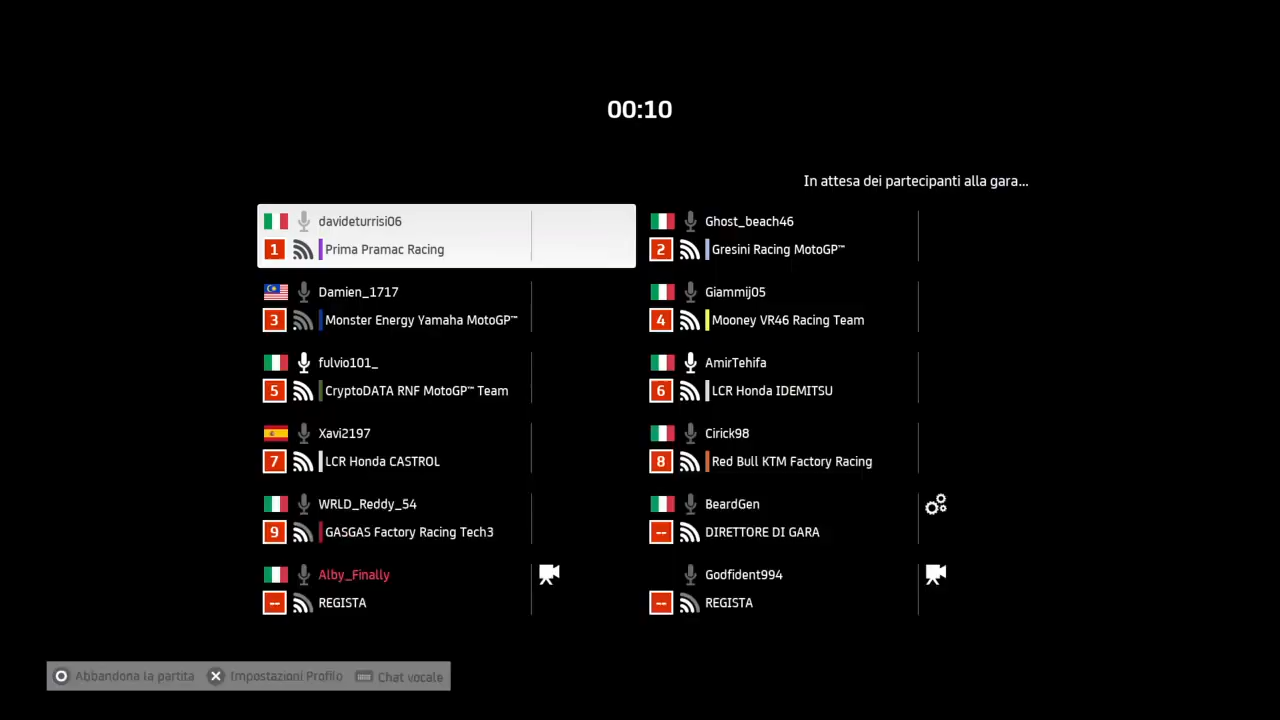 00:10
In attesa dei partecipanti alla gara...
davideturrisi06
1 Prima Pramac Racing
Ghost_beach46
2 Gresini Racing MotoGP™
Damien_1717
3 Monster Energy Yamaha MotoGP™
Giammij05
4 Mooney VR46 Racing Team
fulvio101_
5 CryptoDATA RNF MotoGP™ Team
AmirTehifa
6 LCR Honda IDEMITSU
Xavi2197
7 LCR Honda CASTROL
Cirick98
8 Red Bull KTM Factory Racing
WRLD_Reddy_54
9 GASGAS Factory Racing Tech3
BeardGen
-- DIRETTORE DI GARA
Alby_Finally
-- REGISTA
Godfident994
-- REGISTA
Abbandona la partita Impostazioni Profilo Chat vocale